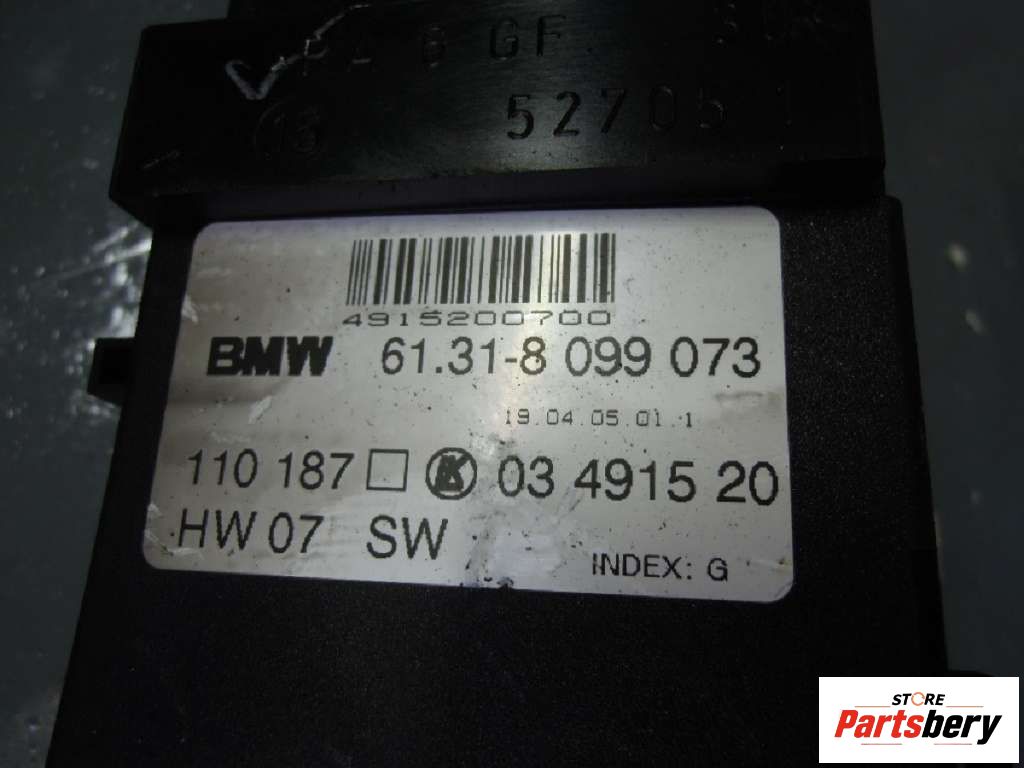 GF
52705 1
4915200700
BMW 61.31-8 099 073
19.04.05 01 1
110 187 K 03 4915 20
HW 07 SW
INDEX: G
STORE
Partsbery